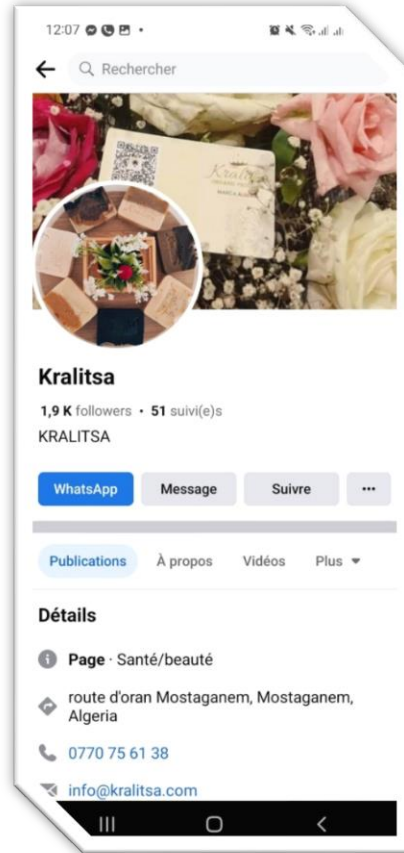 12:07
Rechercher
Kralitsa
1,9 K followers • 51 suivi(e)s
KRALITSA
WhatsApp Message Suivre
Publications À propos Vidéos Plus
Détails
Page · Santé/beauté
route d'oran Mostaganem, Mostaganem,
Algeria
0770 75 61 38
info@kralitsa.com